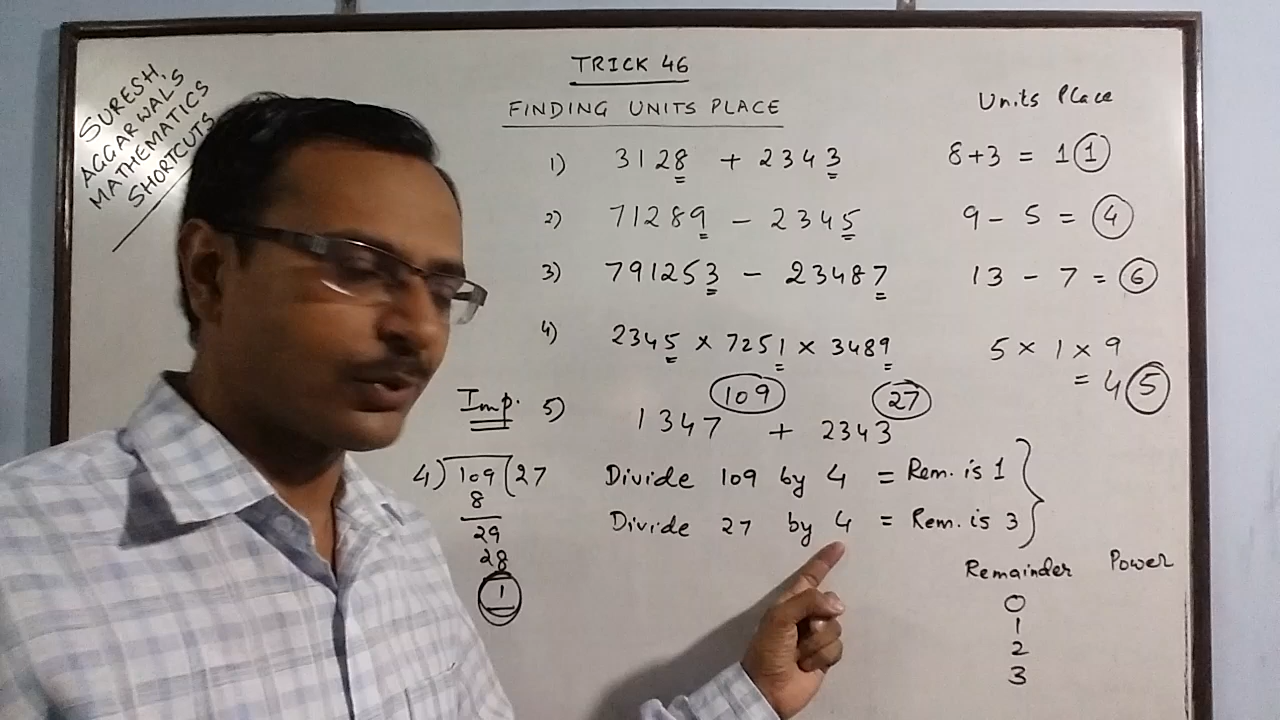 SURESH
AGGARWAL'S
MATHEMATICS
SHORTCUTS
TRICK 46
FINDING UNITS PLACE
Units Place
1) 3128 + 2343 8+3 = 11
2) 71289 - 2345 9 - 5 = 4
3) 791253 - 23487 13 - 7 = 6
4) 2345 × 7251 × 3489 5 × 1 × 9
= 45
109 27
Imp. 5) 1347 + 2343
4) 109 (27 Divide 109 by 4 = Rem. is 1
8
Divide 27 by 4 = Rem. is 3
29
28
1
Remainder Power
0
1
2
3